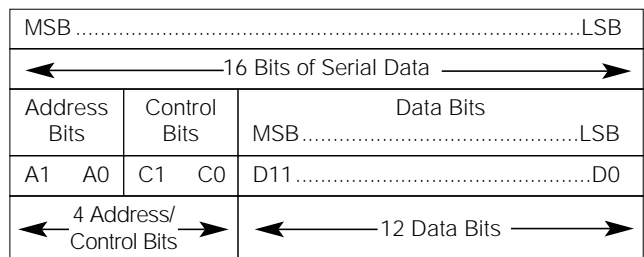 MSB.................................................................................LSB
16 Bits of Serial Data
Address Bits Control Bits Data Bits
MSB.............................................LSB
A1 A0 C1 C0 D11................................................D0
4 Address/ Control Bits 12 Data Bits